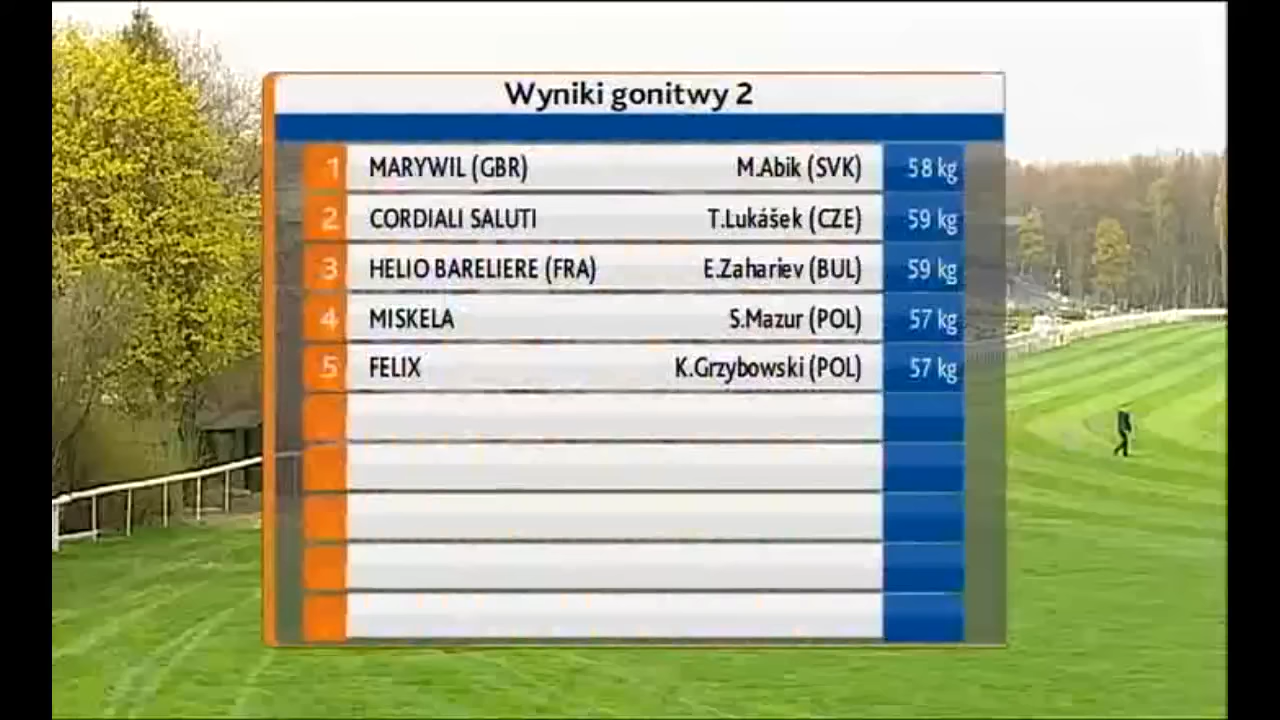 Wyniki gonitwy 2
1 MARYWIL (GBR) M.Abik (SVK) 58 kg
2 CORDIALI SALUTI T.Lukášek (CZE) 59 kg
3 HELIO BARELIERE (FRA) E.Zahariev (BUL) 59 kg
4 MISKELA S.Mazur (POL) 57 kg
5 FELIX K.Grzybowski (POL) 57 kg